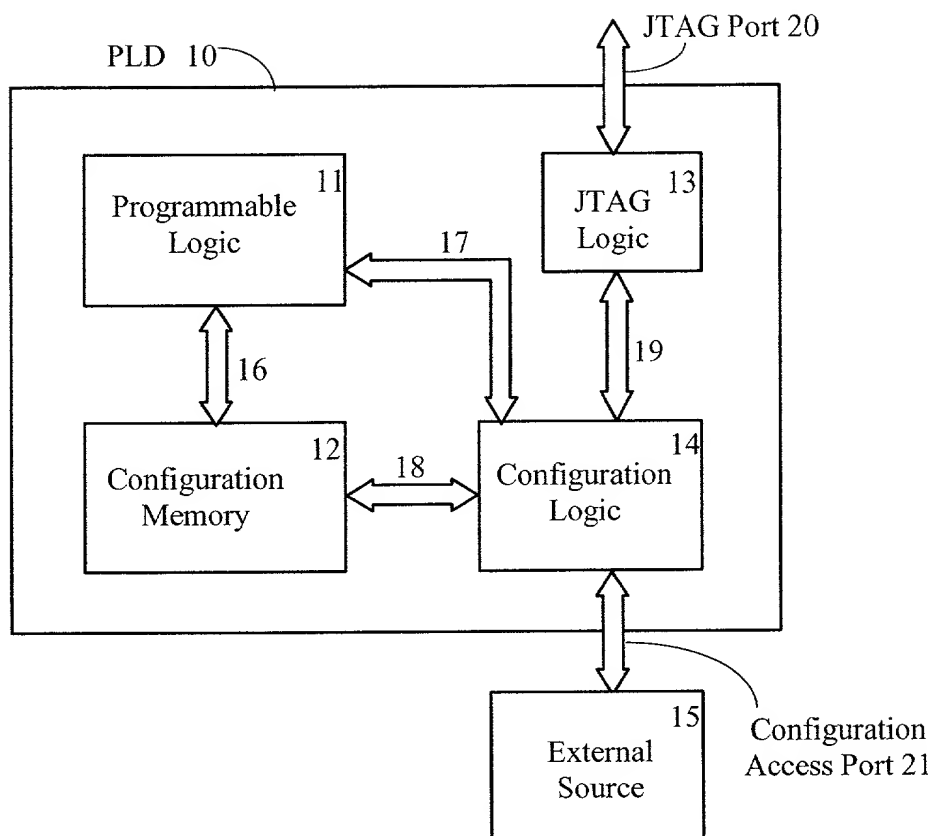 JTAG Port 20
PLD 10
11
Programmable
Logic
13
JTAG
Logic
17
16
19
12
Configuration
Memory
18
14
Configuration
Logic
15
External
Source
Configuration
Access Port 21